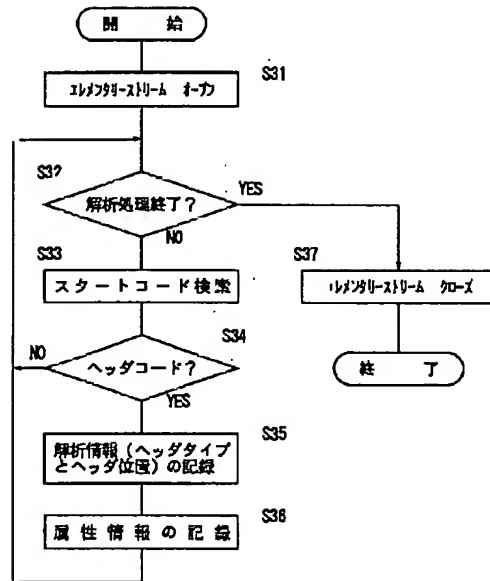 開 始
S31
エレメンタリーストリーム オープン
S32
解析処理終了?
YES
NO
S33
スタートコード検索
S37
エレメンタリーストリーム クローズ
S34
ヘッダコード?
NO
YES
終 了
S35
解析情報(ヘッダタイプ
とヘッダ位置)の記録
S36
属性情報の記録